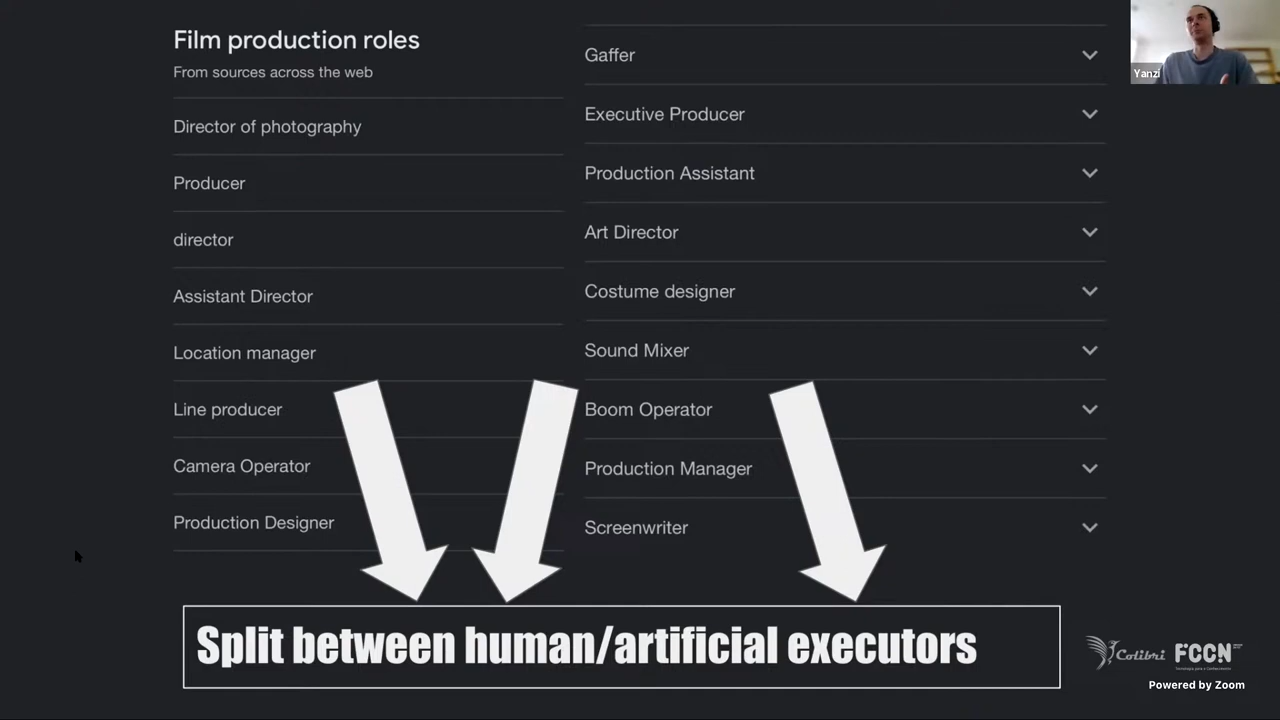 Film production roles
From sources across the web
Director of photography
Producer
director
Assistant Director
Location manager
Line producer
Camera Operator
Production Designer
Gaffer
Executive Producer
Production Assistant
Art Director
Costume designer
Sound Mixer
Boom Operator
Production Manager
Screenwriter
Split between human/artificial executors
Yanzi
Colibri
FCCN
Powered by Zoom